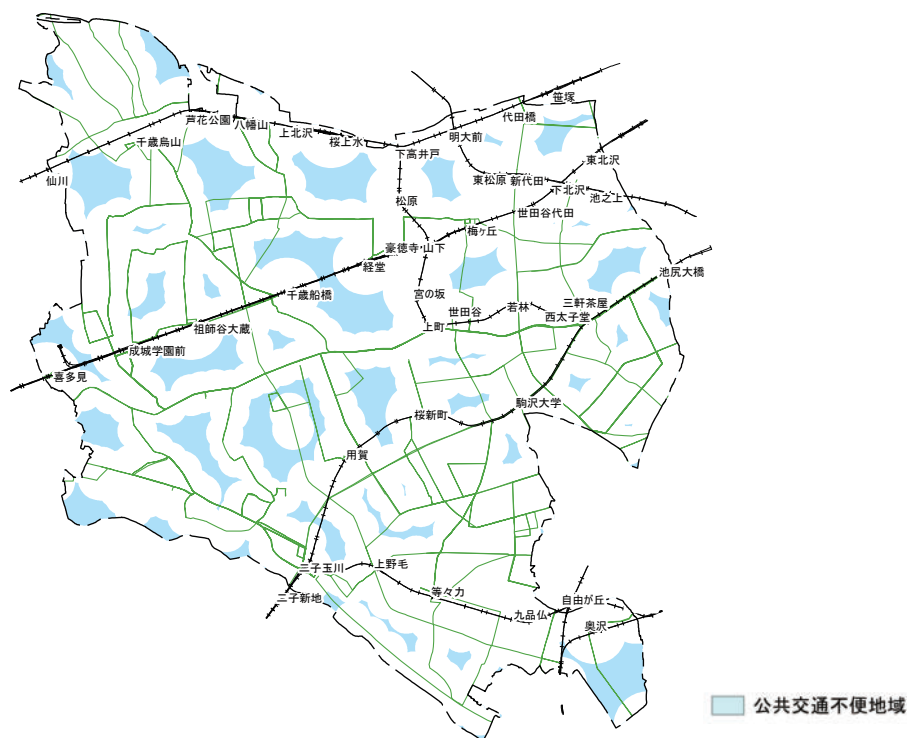 笹塚
代田橋
芦花公園
八幡山
上北沢
明大前
千歳烏山
桜上水
下高井戸
東北沢
仙川
東松原
新代田
下北沢
池之上
松原
世田谷代田
梅ヶ丘
豪徳寺
山下
経堂
池尻大橋
宮の坂
千歳船橋
世田谷
若林
三軒茶屋
西太子堂
上町
祖師谷大蔵
成城学園前
喜多見
駒沢大学
桜新町
用賀
二子玉川
上野毛
等々力
二子新地
自由が丘
九品仏
奥沢
公共交通不便地域